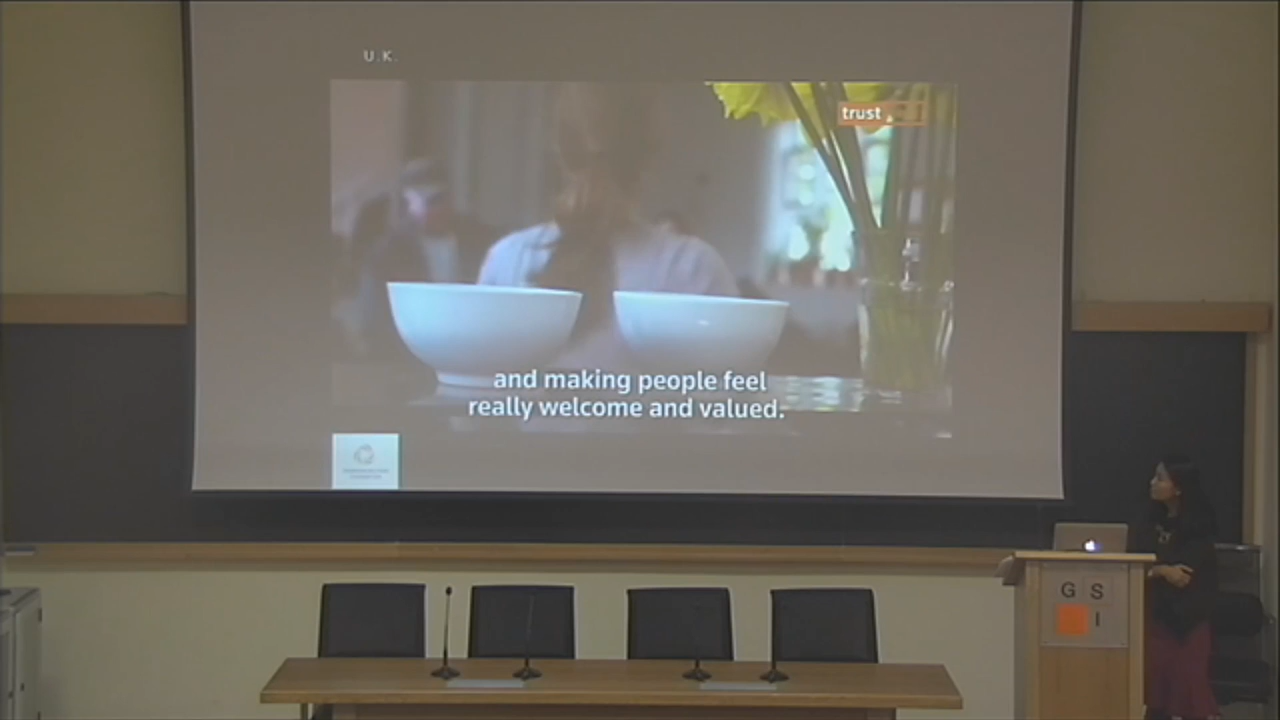 U.K.
trust
and making people feel
really welcome and valued.
G S
I